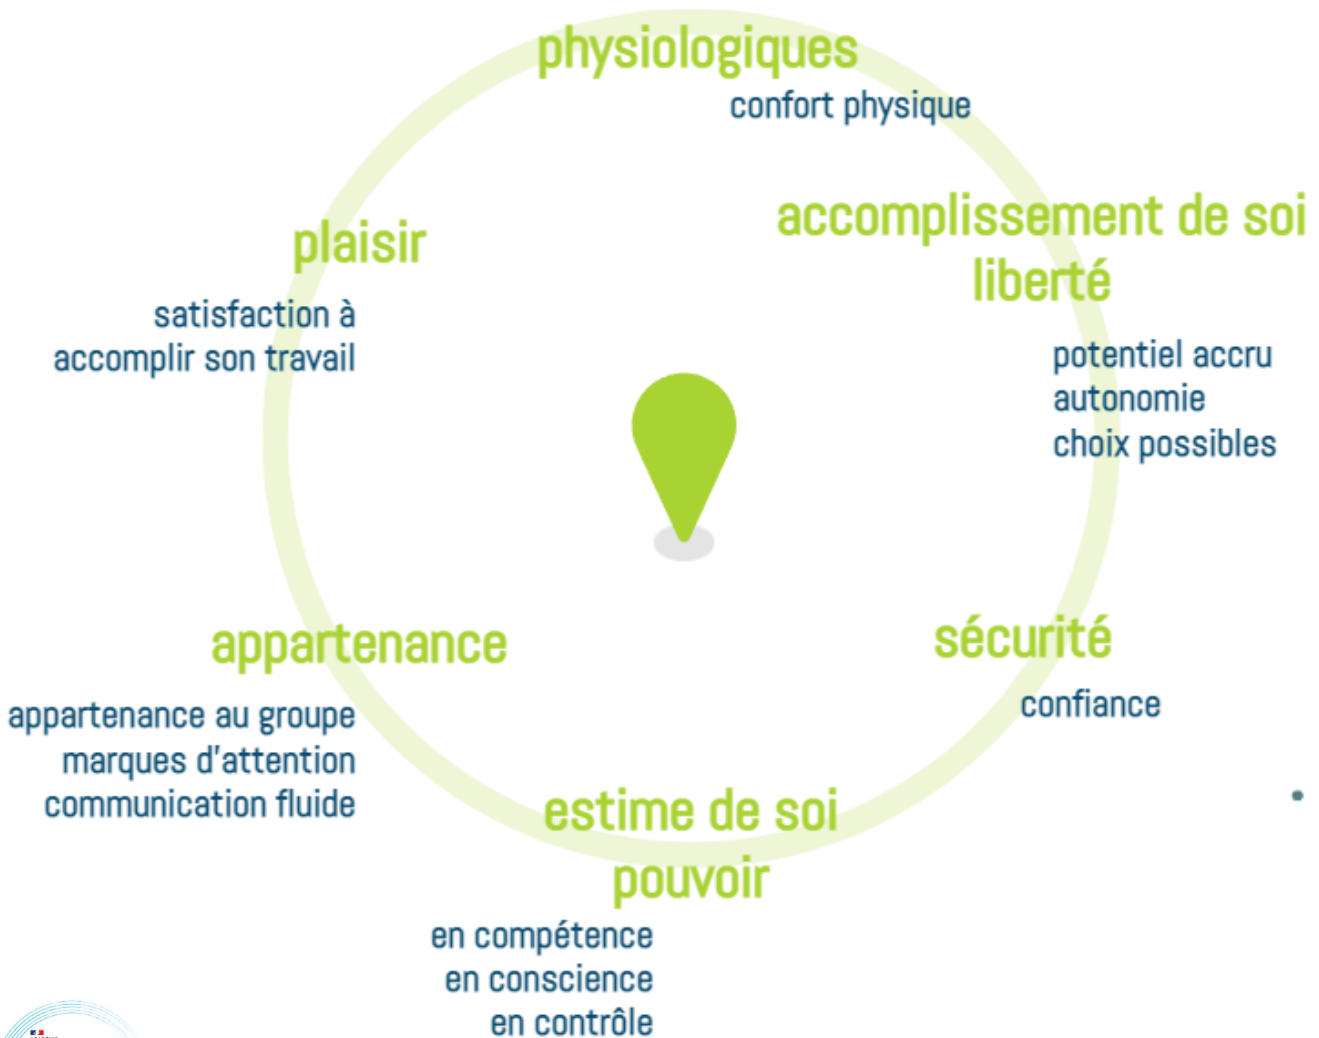 physiologiques
confort physique
accomplissement de soi
liberté
potentiel accru
autonomie
choix possibles
sécurité
confiance
estime de soi
pouvoir
en compétence
en conscience
en contrôle
appartenance
appartenance au groupe
marques d'attention
communication fluide
plaisir
satisfaction à
accomplir son travail